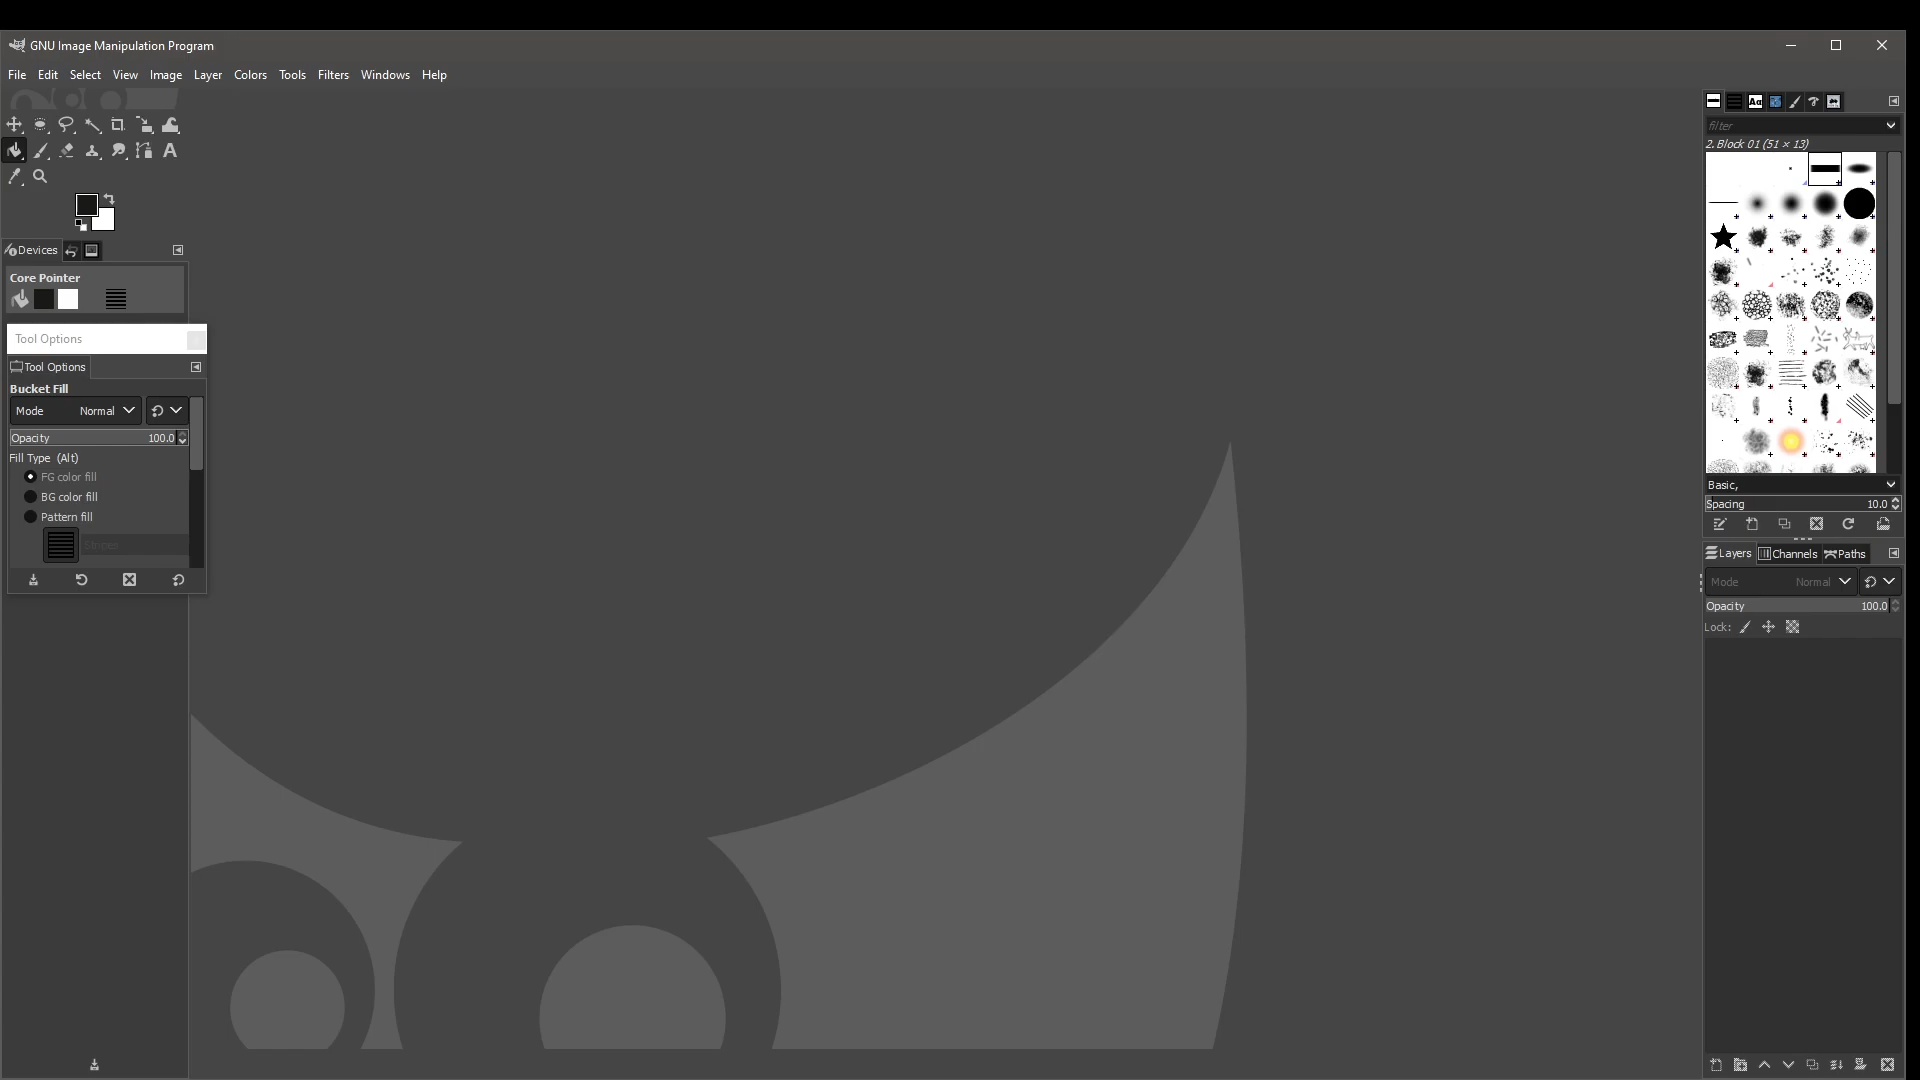 GNU Image Manipulation Program
File Edit Select View Image Layer Colors Tools Filters Windows Help
Devices
Core Pointer
Tool Options
Tool Options
Bucket Fill
Mode Normal
Opacity 100.0
Fill Type (Alt)
FG color fill
BG color fill
Pattern fill
Stripes
filter
2. Block 01 (51 × 13)
Basic,
Spacing 10.0
Layers Channels Paths
Mode Normal
Opacity 100.0
Lock: